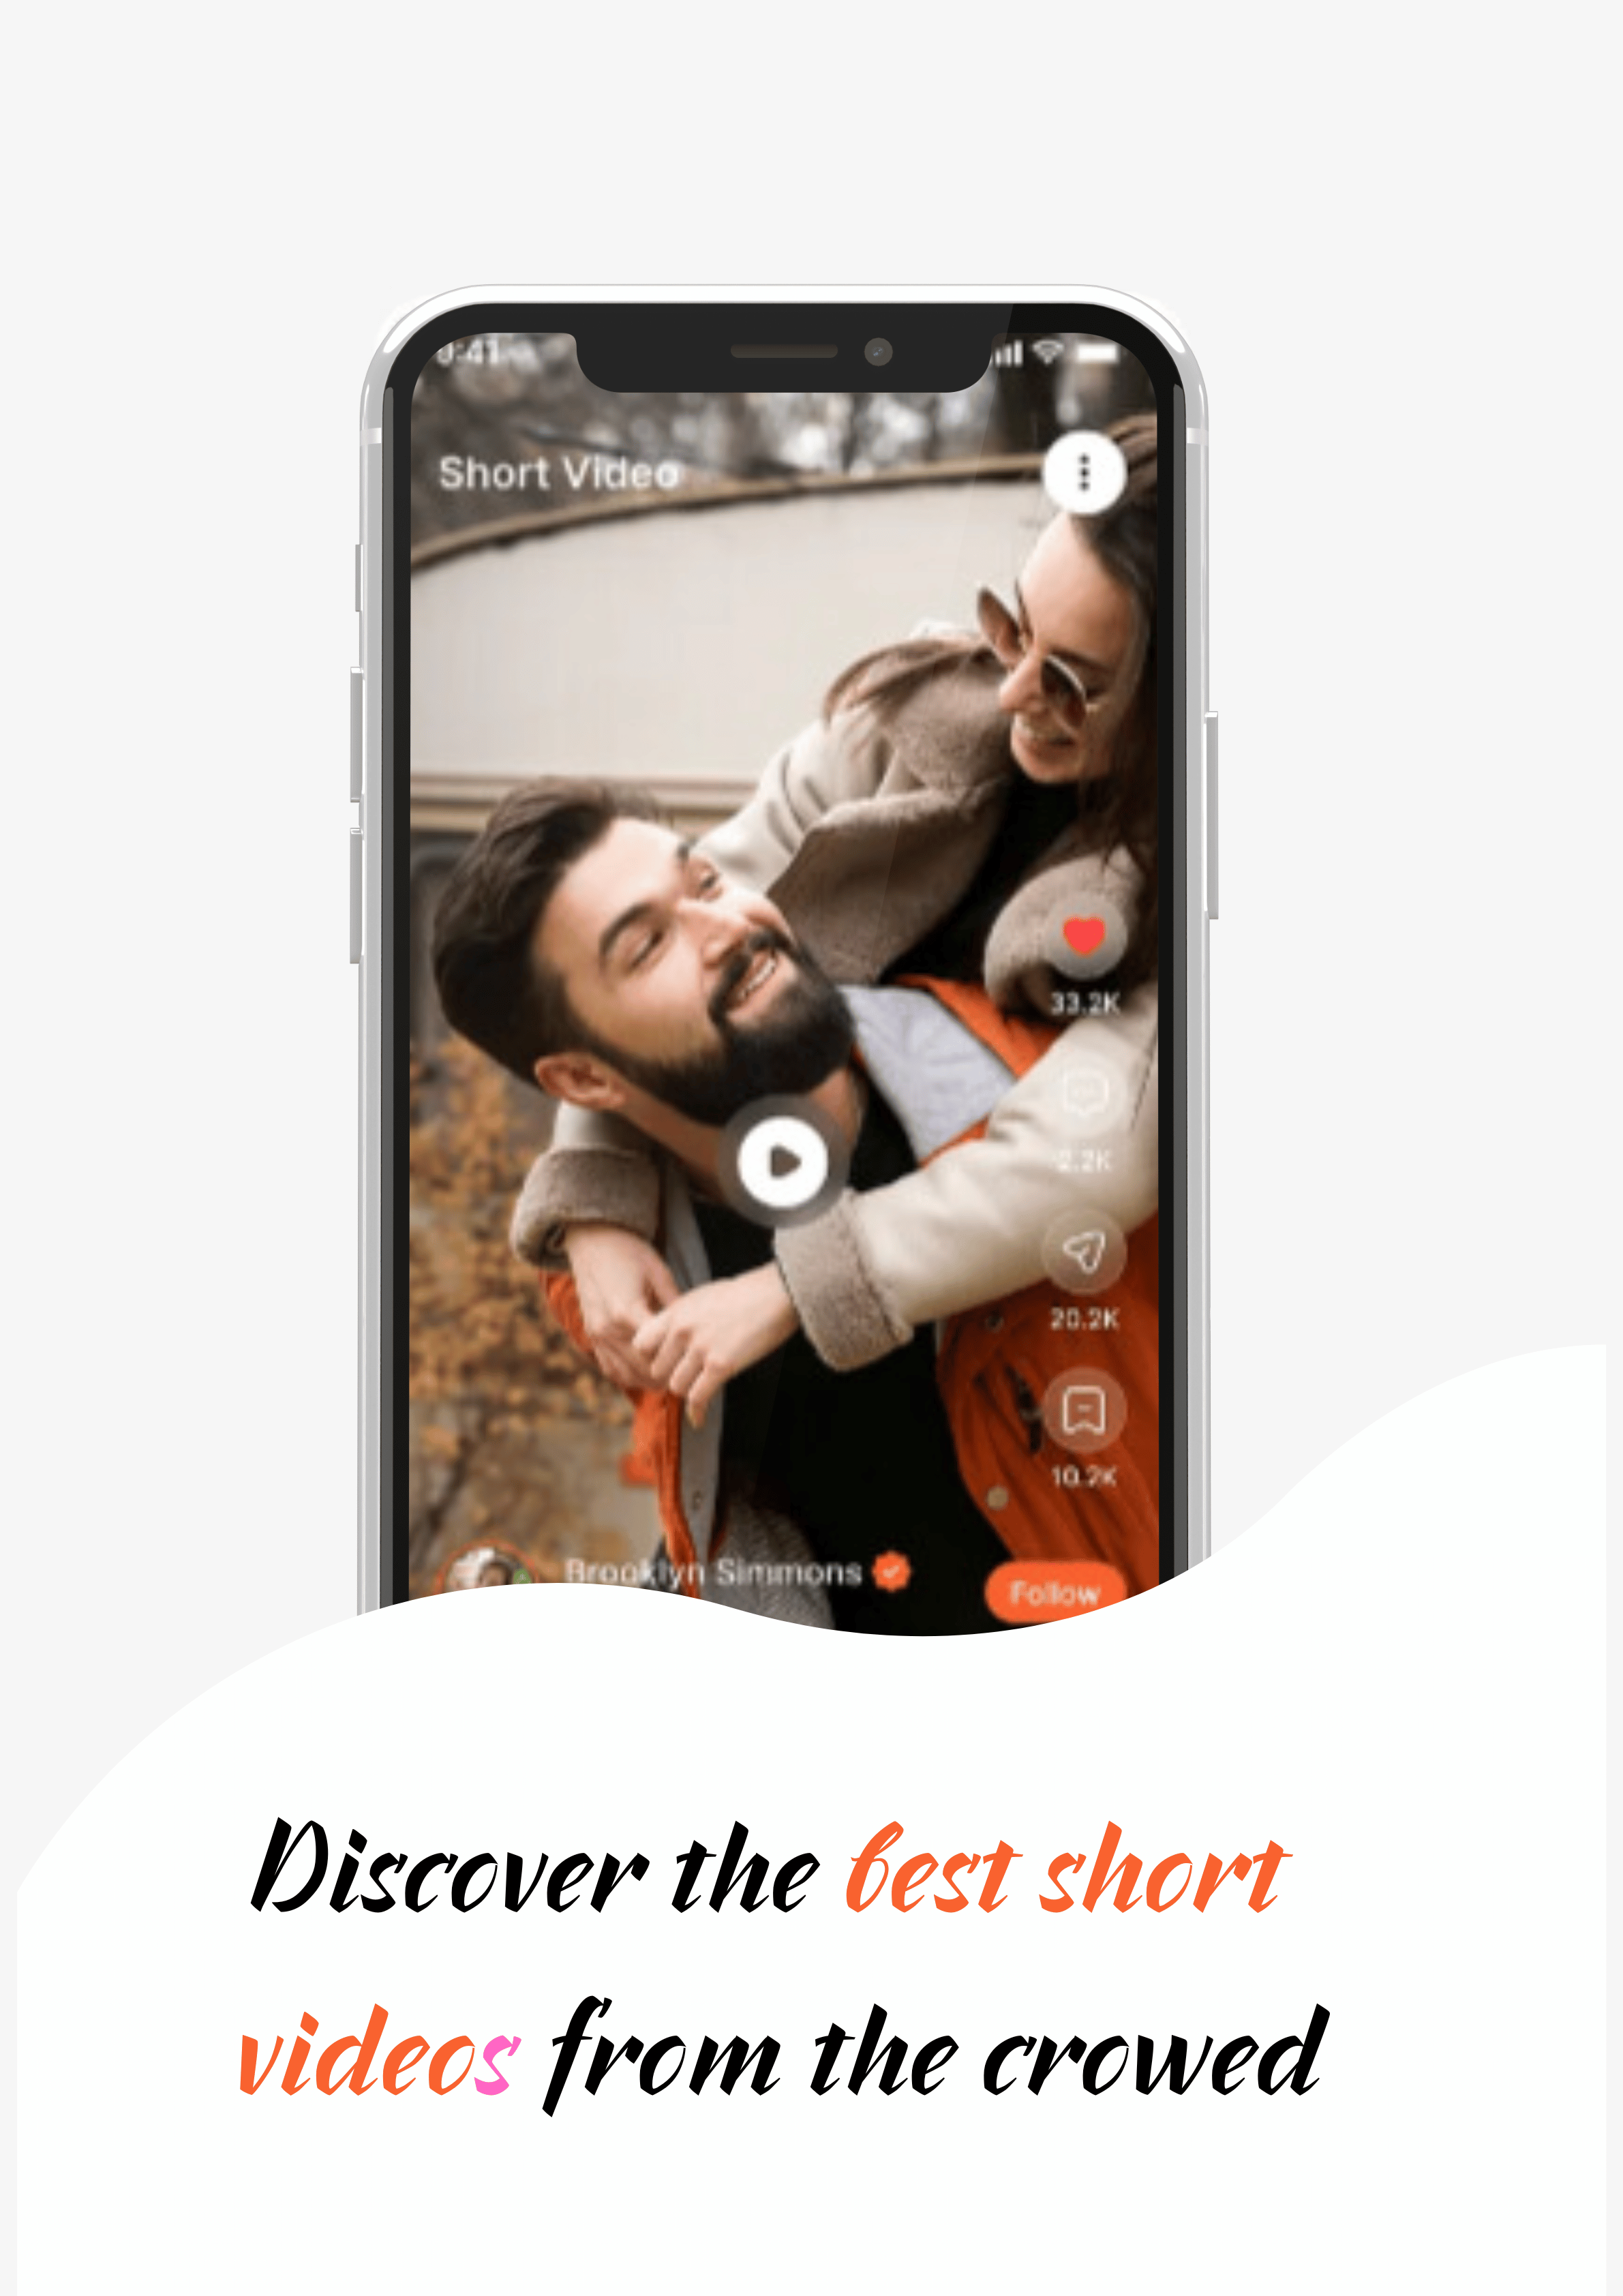 9:41
Short Video
33.2K
2.2K
20.2K
10.2K
Brooklyn Simmons
Follow
Discover the best short
videos from the crowed